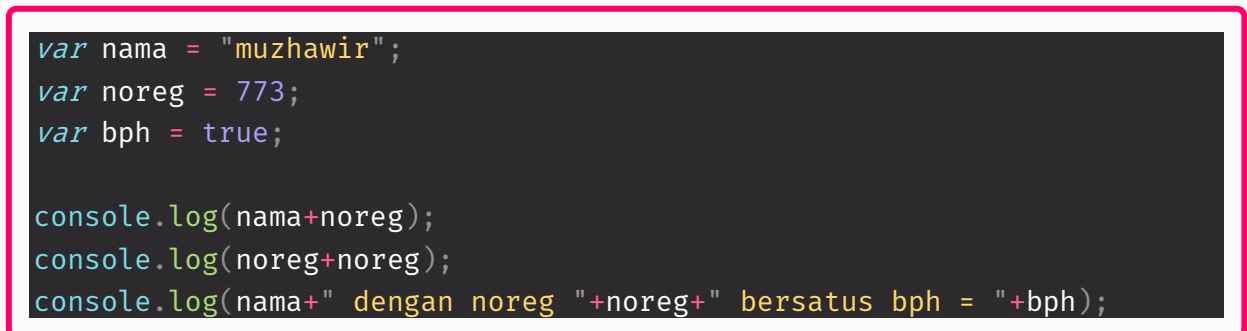 var nama = "muzhawir";
var noreg = 773;
var bph = true;
console.log(nama+noreg);
console.log(noreg+noreg);
console.log(nama+" dengan noreg "+noreg+" bersatus bph = "+bph);